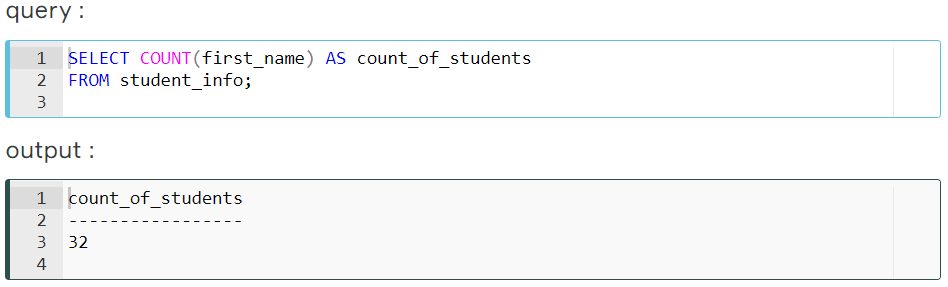 query :
1 SELECT COUNT(first_name) AS count_of_students
2 FROM student_info;
3
output :
1 count_of_students
2 -----------------
3 32
4